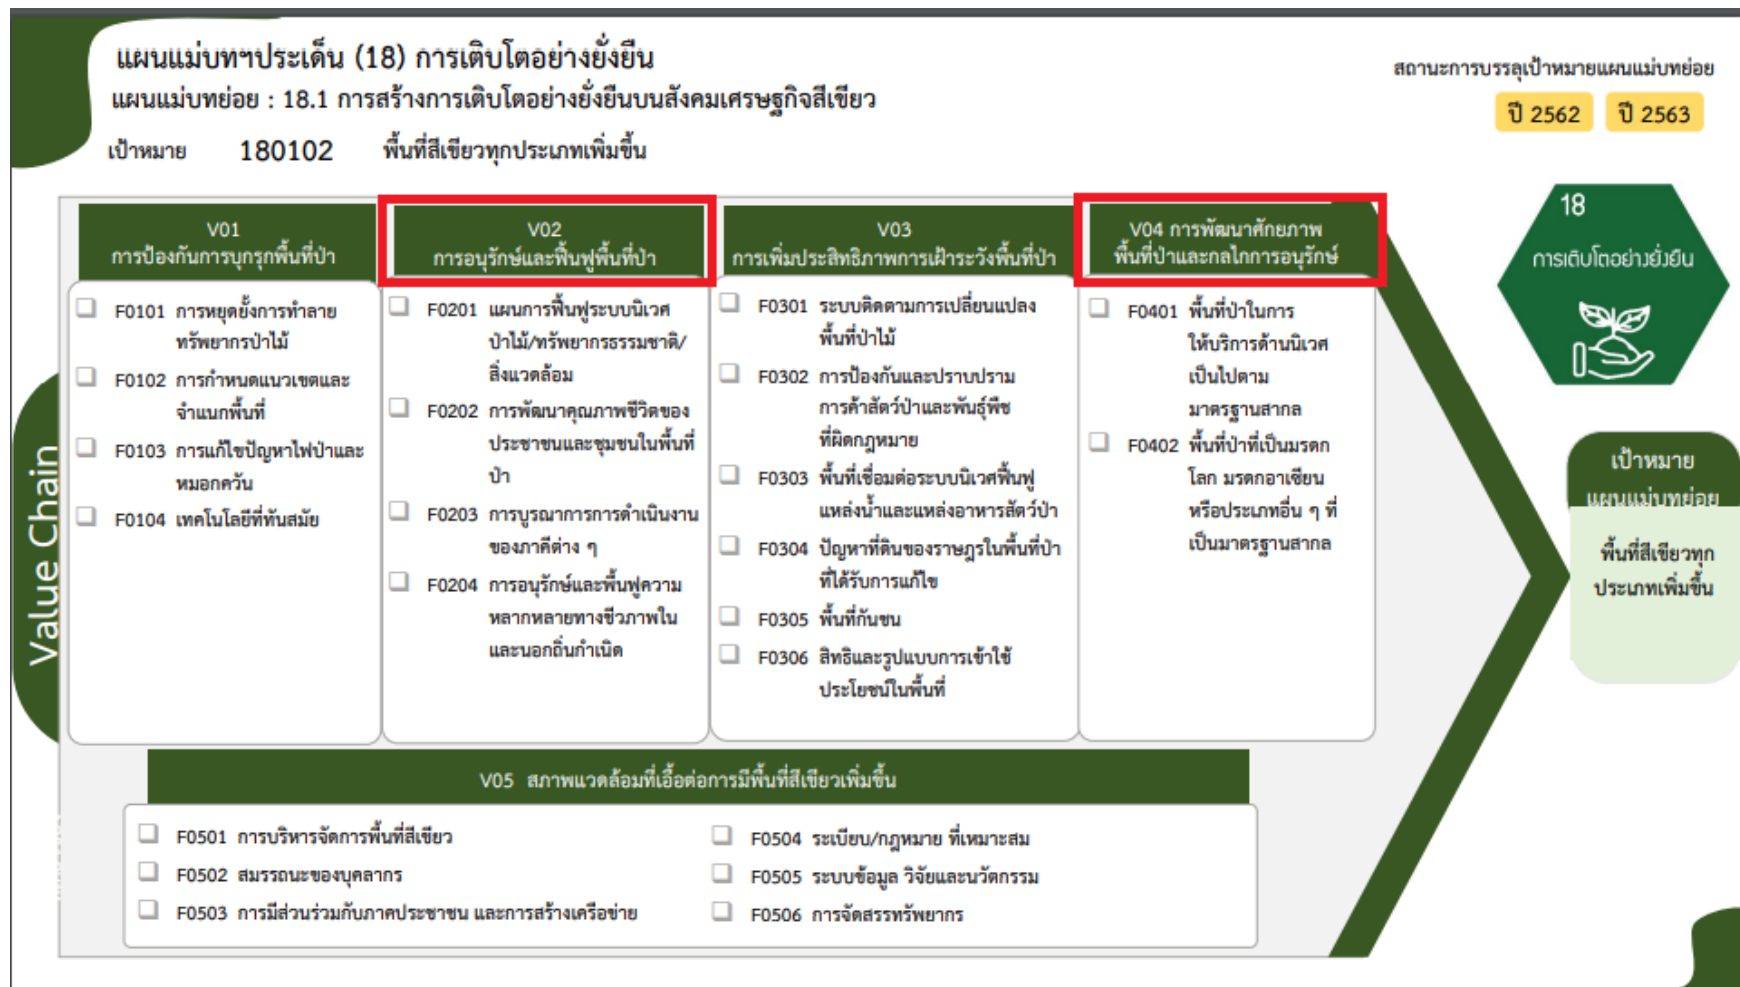 แผนแม่บทฯประเด็น (18) การเติบโตอย่างยั่งยืน
แผนแม่บทย่อย : 18.1 การสร้างการเติบโตอย่างยั่งยืนบนสังคมเศรษฐกิจสีเขียว
เป้าหมาย 180102 พื้นที่สีเขียวทุกประเภทเพิ่มขึ้น
สถานะการบรรลุเป้าหมายแผนแม่บทย่อย
ปี 2562 ปี 2563
Value Chain
V01
การป้องกันการบุกรุกพื้นที่ป่า
F0101 การหยุดยั้งการทำลาย
ทรัพยากรป่าไม้
F0102 การกำหนดแนวเขตและ
จำแนกพื้นที่
F0103 การแก้ไขปัญหาไฟป่าและ
หมอกควัน
F0104 เทคโนโลยีที่ทันสมัย
V02
การอนุรักษ์และฟื้นฟูพื้นที่ป่า
F0201 แผนการฟื้นฟูระบบนิเวศ
ป่าไม้/ทรัพยากรธรรมชาติ/
สิ่งแวดล้อม
F0202 การพัฒนาคุณภาพชีวิตของ
ประชาชนและชุมชนในพื้นที่
ป่า
F0203 การบูรณาการการดำเนินงาน
ของภาคีต่าง ๆ
F0204 การอนุรักษ์และฟื้นฟูความ
หลากหลายทางชีวภาพใน
และนอกถิ่นกำเนิด
V03
การเพิ่มประสิทธิภาพการเฝ้าระวังพื้นที่ป่า
F0301 ระบบติดตามการเปลี่ยนแปลง
พื้นที่ป่าไม้
F0302 การป้องกันและปราบปราม
การค้าสัตว์ป่าและพันธุ์พืช
ที่ผิดกฎหมาย
F0303 พื้นที่เชื่อมต่อระบบนิเวศฟื้นฟู
แหล่งน้ำและแหล่งอาหารสัตว์ป่า
F0304 ปัญหาที่ดินของราษฎรในพื้นที่ป่า
ที่ได้รับการแก้ไข
F0305 พื้นที่กันชน
F0306 สิทธิและรูปแบบการเข้าใช้
ประโยชน์ในพื้นที่
V04 การพัฒนาศักยภาพ
พื้นที่ป่าและกลไกการอนุรักษ์
F0401 พื้นที่ป่าในการ
ให้บริการด้านนิเวศ
เป็นไปตาม
มาตรฐานสากล
F0402 พื้นที่ป่าที่เป็นมรดก
โลก มรดกอาเซียน
หรือประเภทอื่น ๆ ที่
เป็นมาตรฐานสากล
18
การเติบโตอย่างยั่งยืน
เป้าหมาย
แผนแม่บทย่อย
พื้นที่สีเขียวทุก
ประเภทเพิ่มขึ้น
V05 สภาพแวดล้อมที่เอื้อต่อการมีพื้นที่สีเขียวเพิ่มขึ้น
F0501 การบริหารจัดการพื้นที่สีเขียว
F0502 สมรรถนะของบุคลากร
F0503 การมีส่วนร่วมกับภาคประชาชน และการสร้างเครือข่าย
F0504 ระเบียบ/กฎหมาย ที่เหมาะสม
F0505 ระบบข้อมูล วิจัยและนวัตกรรม
F0506 การจัดสรรทรัพยากร